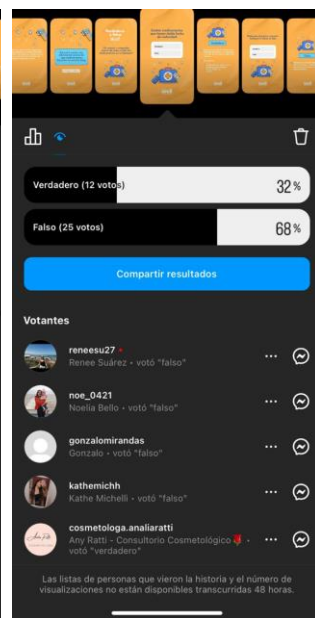 Verdadero (12 votos)
32%
Falso (25 votos)
68%
Compartir resultados
Votantes
reneesu27
Renee Suárez • votó "falso"
noe_0421
Noelia Bello • votó "falso"
gonzalomirandas
Gonzalo • votó "falso"
kathemichh
Kathe Michelli • votó "falso"
cosmetologa.analiaratti
Any Ratti - Consultorio Cosmetológico🌹 •
votó "verdadero"
Las listas de personas que vieron la historia y el número de
visualizaciones no están disponibles transcurridas 48 horas.